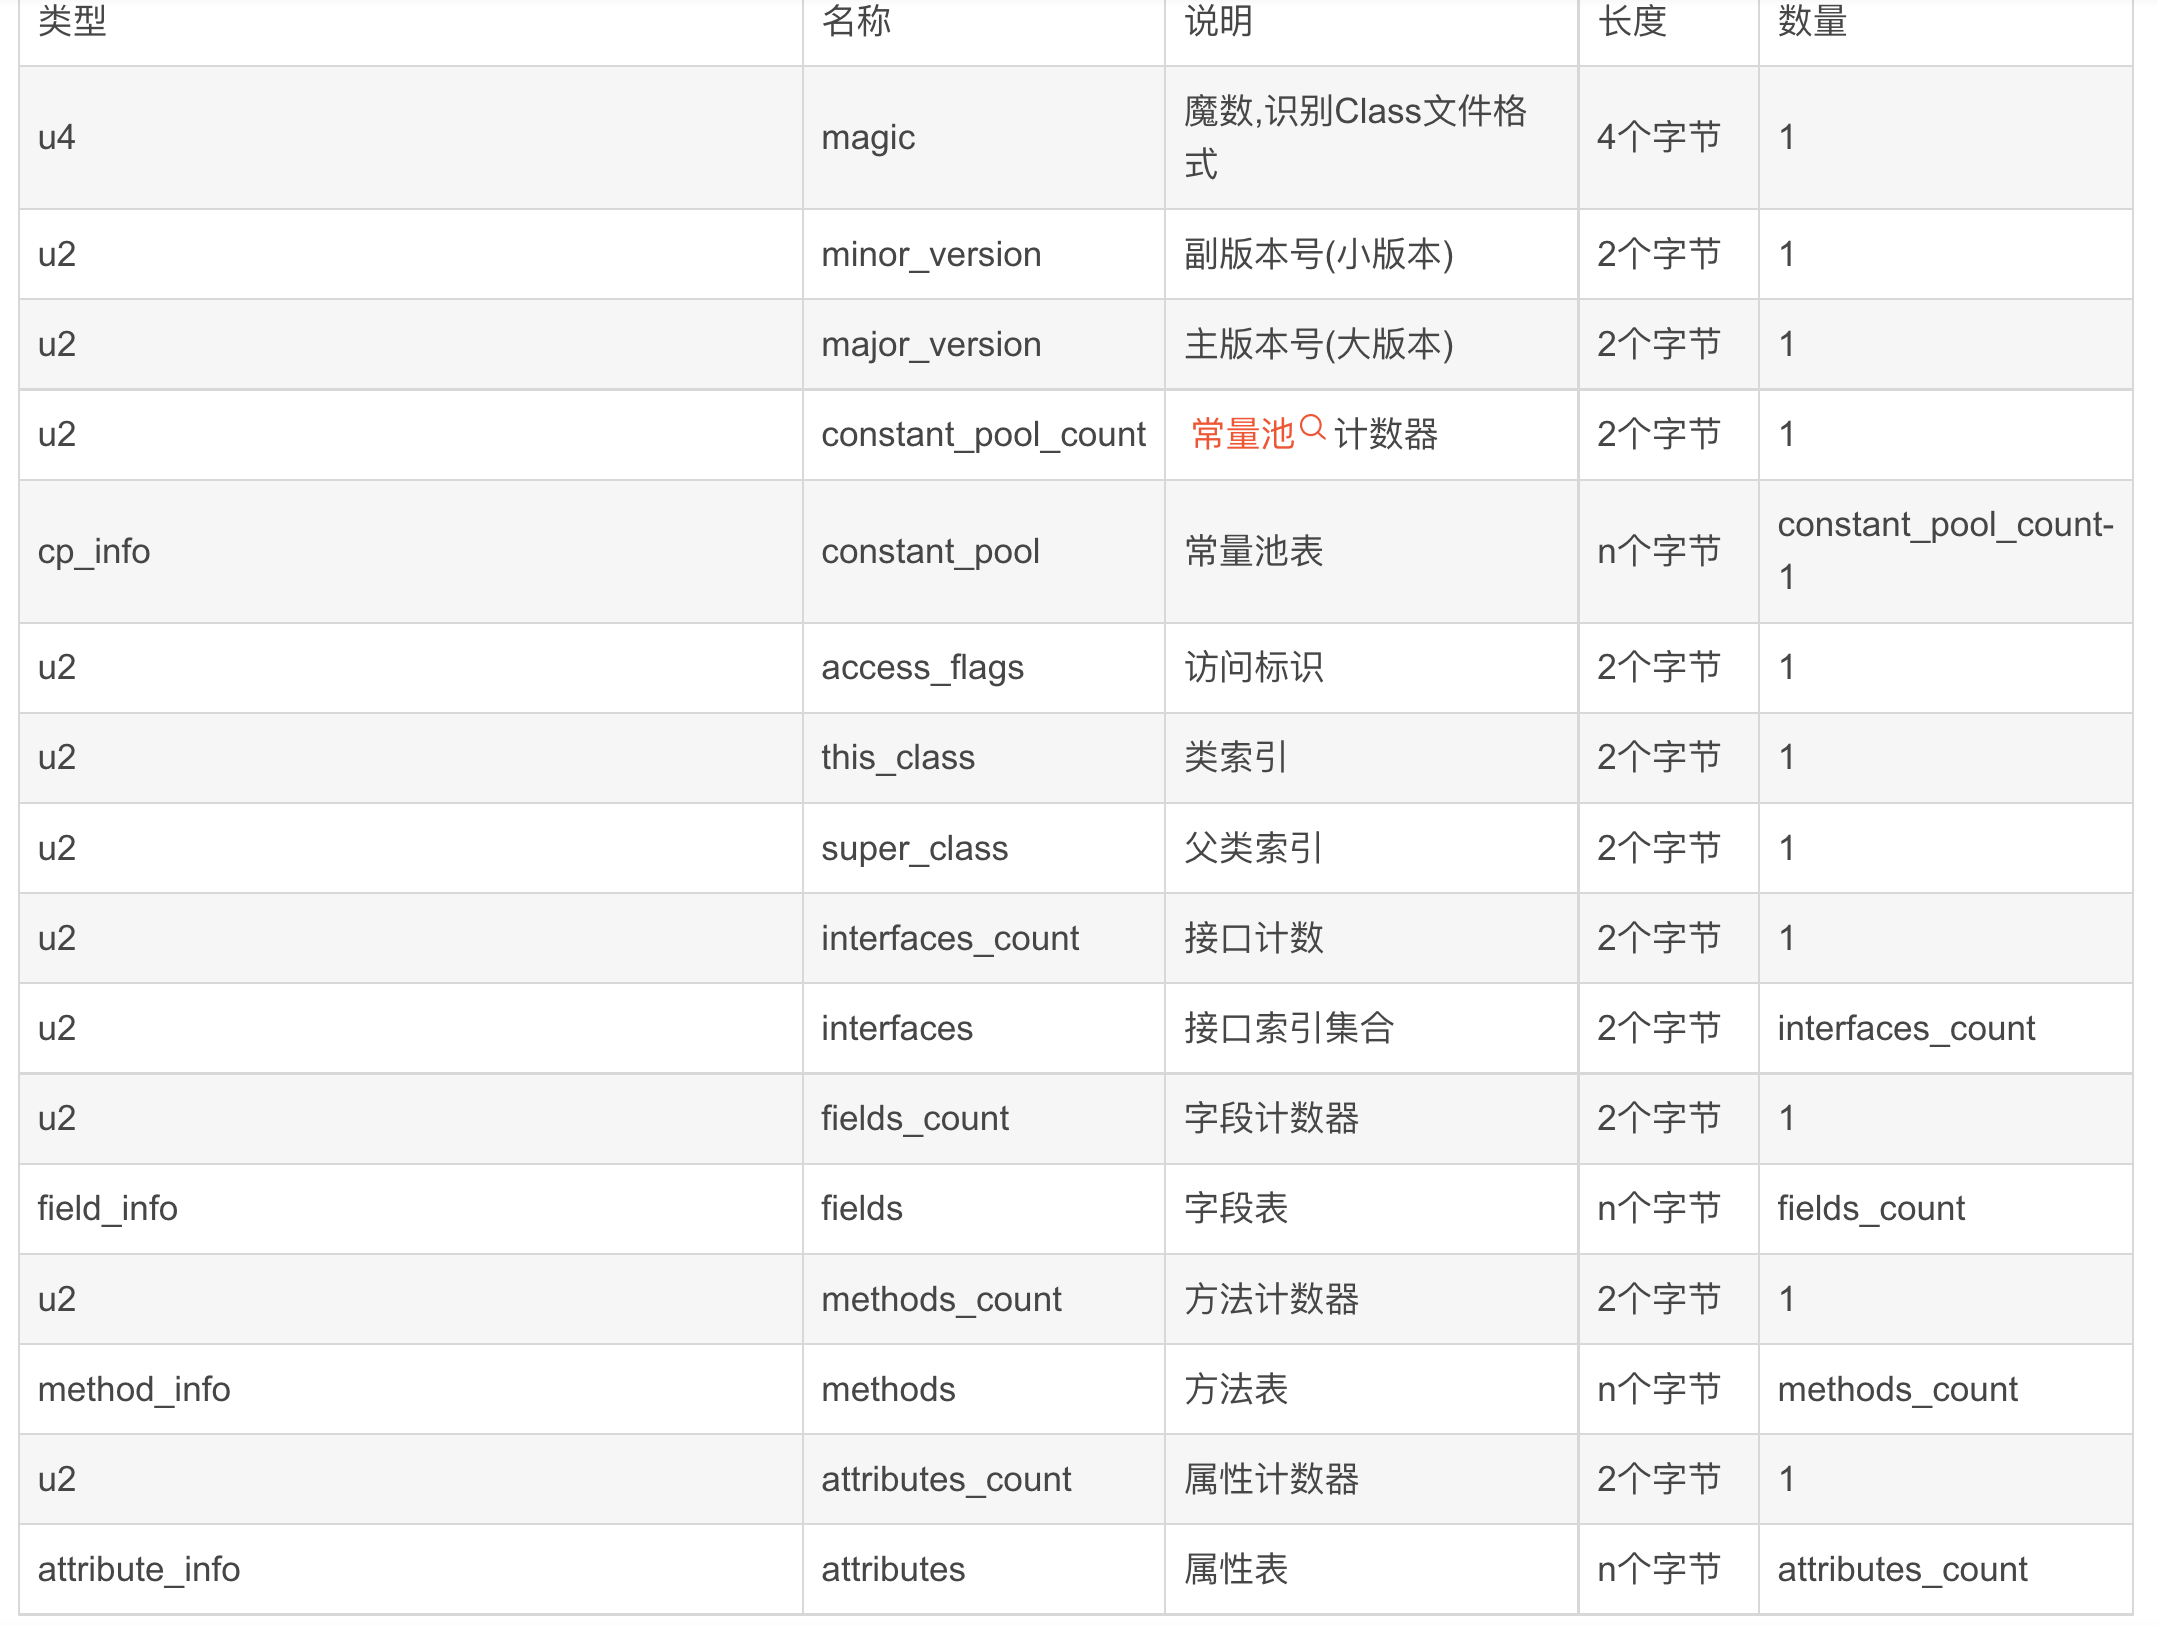 类型 名称 说明 长度 数量
u4 magic 魔数,识别Class文件格 4个字节 1
式
u2 minor_version 副版本号(小版本) 2个字节 1
u2 major_version 主版本号(大版本) 2个字节 1
u2 constant_pool_count 常量池 计数器 2个字节 1
cp_info constant_pool 常量池表 n个字节 constant_pool_count-
1
u2 access_flags 访问标识 2个字节 1
u2 this_class 类索引 2个字节 1
u2 super_class 父类索引 2个字节 1
u2 interfaces_count 接口计数 2个字节 1
u2 interfaces 接口索引集合 2个字节 interfaces_count
u2 fields_count 字段计数器 2个字节 1
field_info fields 字段表 n个字节 fields_count
u2 methods_count 方法计数器 2个字节 1
method_info methods 方法表 n个字节 methods_count
u2 attributes_count 属性计数器 2个字节 1
attribute_info attributes 属性表 n个字节 attributes_count